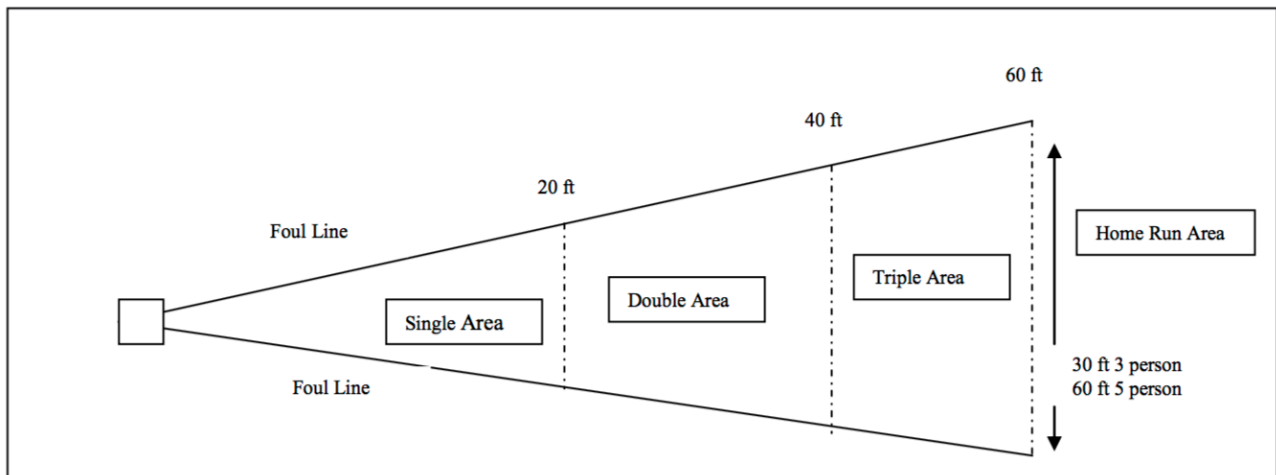 60 ft
40 ft
20 ft
Foul Line
Home Run Area
Triple Area
Double Area
Single Area
30 ft 3 person
60 ft 5 person
Foul Line